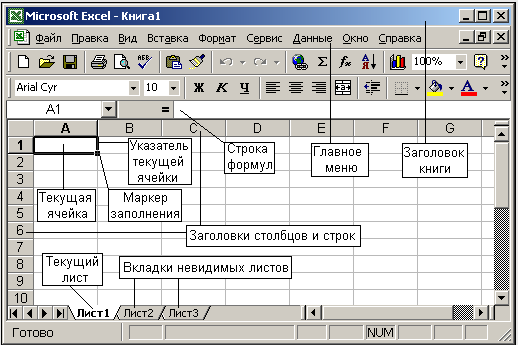 Microsoft Excel - Книга1
Файл Правка Вид Вставка Формат Сервис Данные Окно Справка
100%
Arial Cyr 10 Ж К Ч
A1 =
A B C D E F G
1
2
3
4
5
6
7
8
9
10
Указатель
текущей
ячейки
Строка
формул
Главное
меню
Заголовок
книги
Текущая
ячейка
Маркер
заполнения
Заголовки столбцов и строк
Текущий
лист
Вкладки невидимых листов
Лист1 Лист2 Лист3
Готово NUM